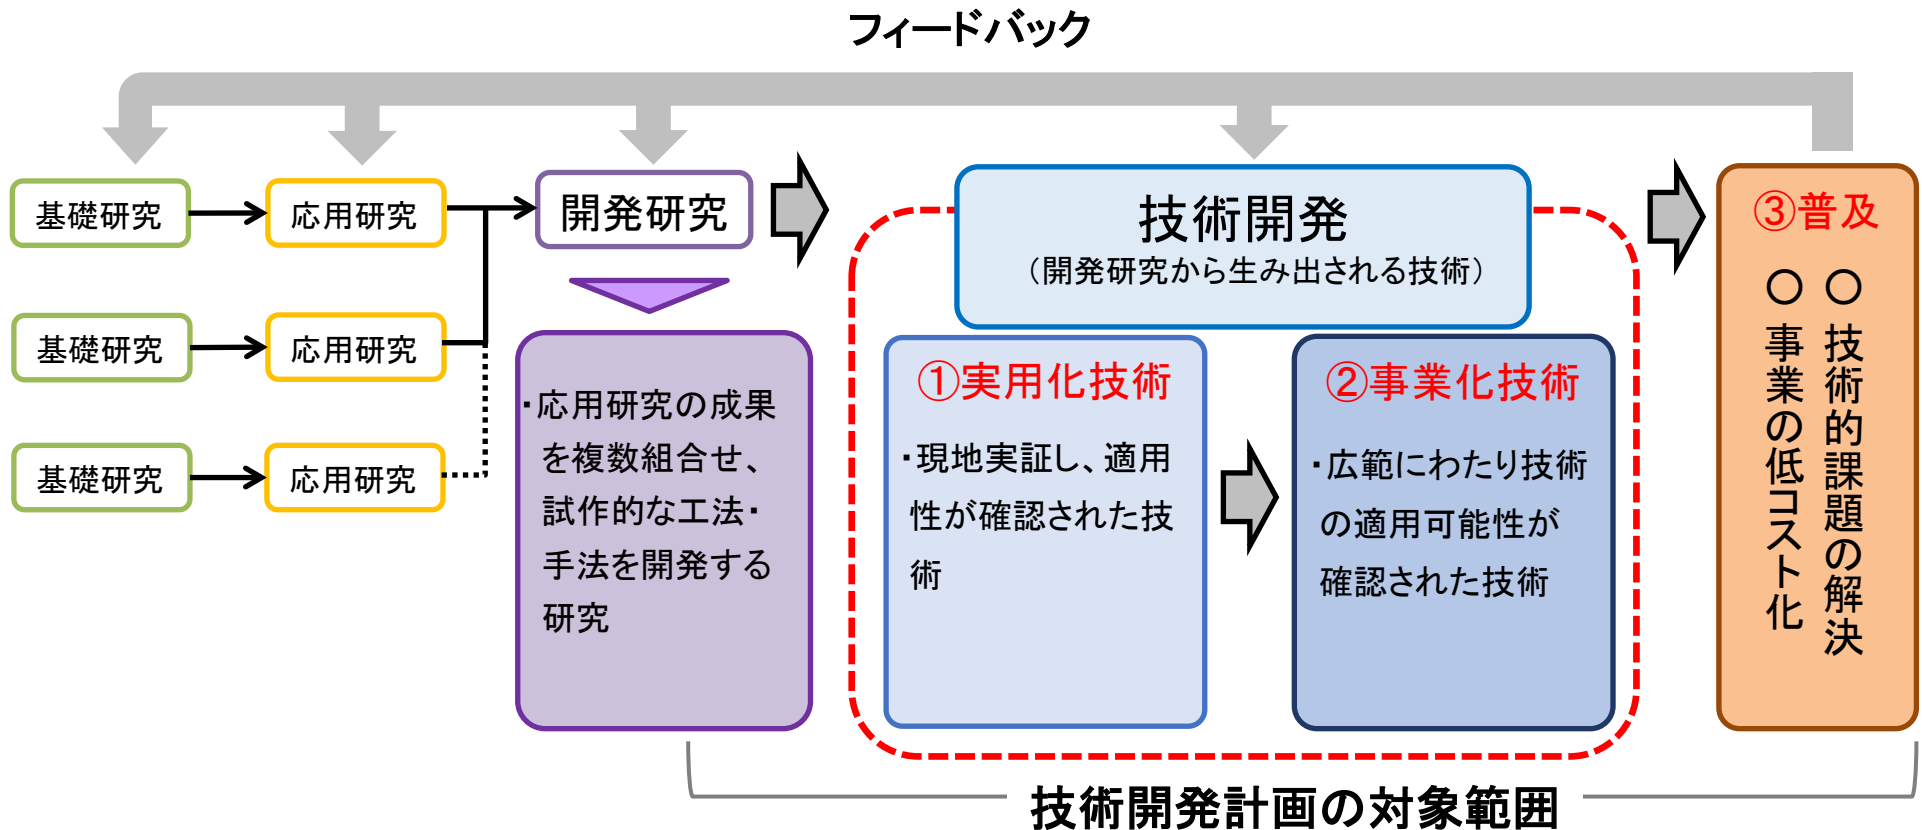 フィードバック
基礎研究
応用研究
開発研究
基礎研究
応用研究
基礎研究
応用研究
・応用研究の成果
を複数組合せ、
試作的な工法・
手法を開発する
研究
技術開発
（開発研究から生み出される技術）
①実用化技術
・現地実証し、適用
性が確認された技
術
②事業化技術
・広範にわたり技術
の適用可能性が
確認された技術
③普及
○技術的課題の解決
○事業の低コスト化
技術開発計画の対象範囲